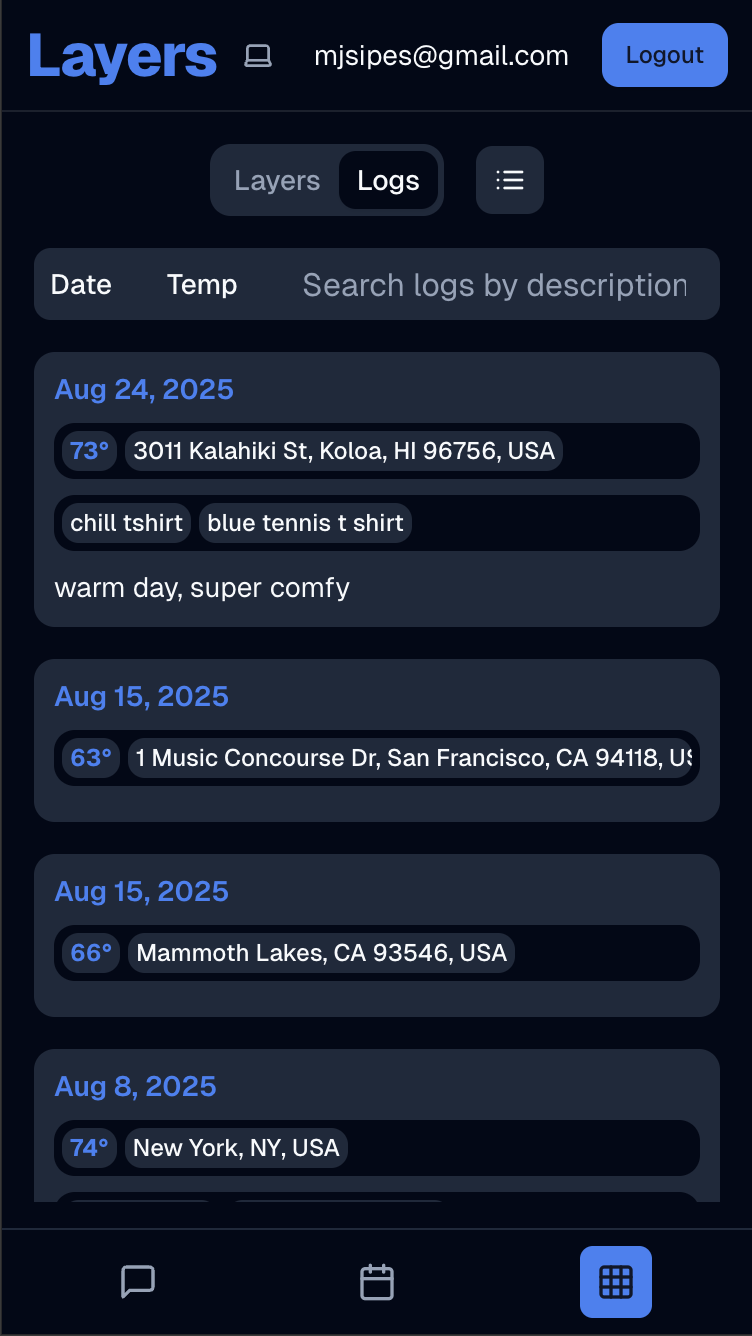 Layers mjsipes@gmail.com Logout
Layers Logs
Date Temp Search logs by description
Aug 24, 2025
73° 3011 Kalahiki St, Koloa, HI 96756, USA
chill tshirt blue tennis t shirt
warm day, super comfy
Aug 15, 2025
63° 1 Music Concourse Dr, San Francisco, CA 94118, US
Aug 15, 2025
66° Mammoth Lakes, CA 93546, USA
Aug 8, 2025
74° New York, NY, USA